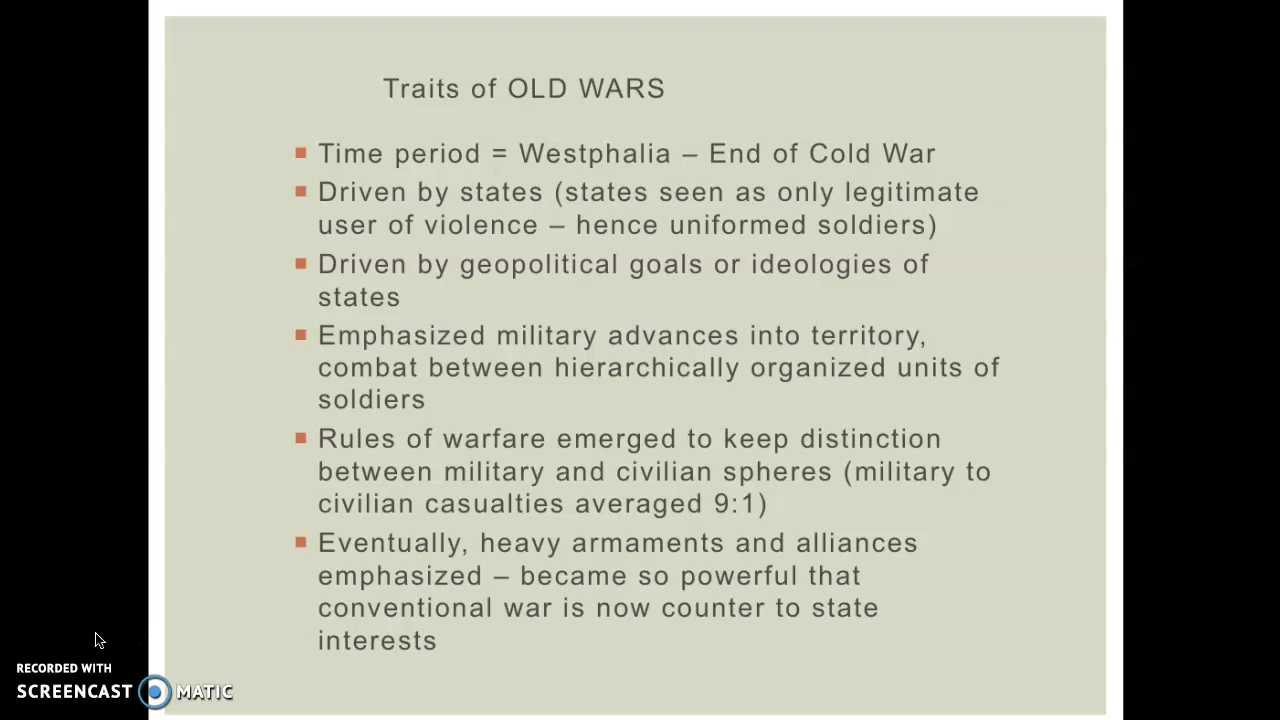 Traits of OLD WARS
Time period = Westphalia – End of Cold War
Driven by states (states seen as only legitimate
user of violence – hence uniformed soldiers)
Driven by geopolitical goals or ideologies of
states
Emphasized military advances into territory,
combat between hierarchically organized units of
soldiers
Rules of warfare emerged to keep distinction
between military and civilian spheres (military to
civilian casualties averaged 9:1)
Eventually, heavy armaments and alliances
emphasized – became so powerful that
conventional war is now counter to state
interests
RECORDED WITH
SCREENCAST MATIC